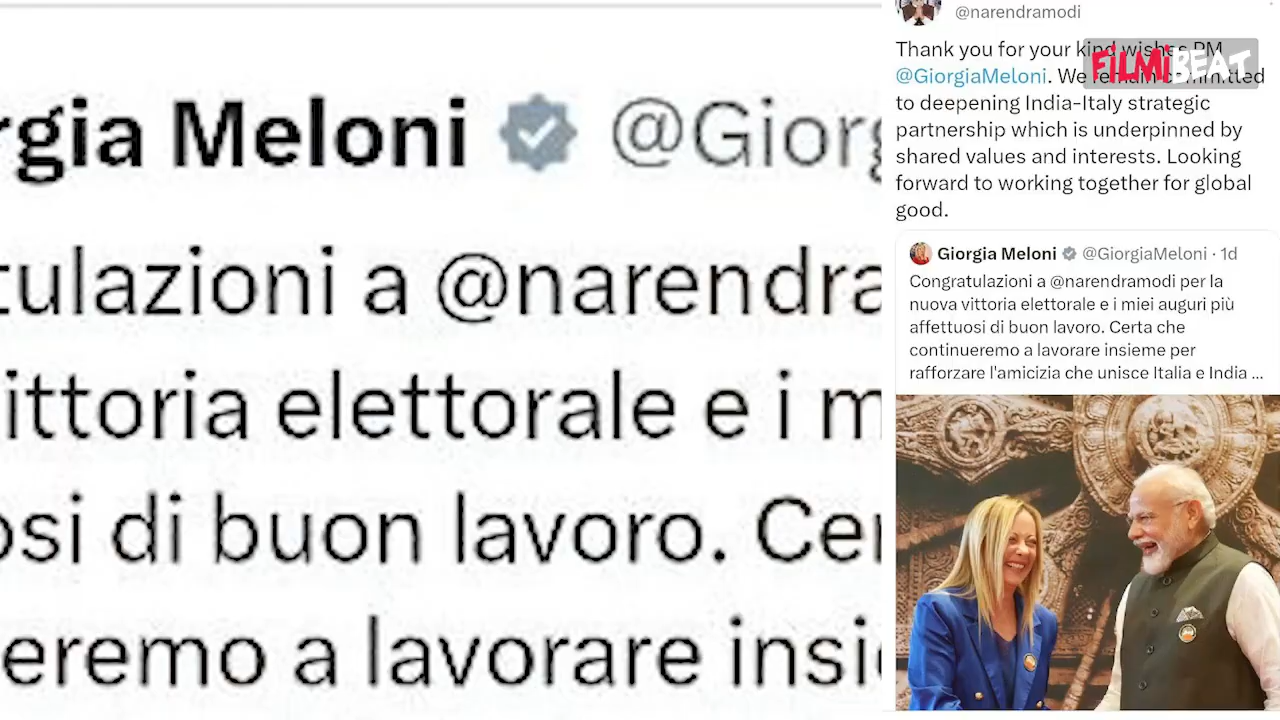 rgia Meloni @Giorg
tulazioni a @narendra
ittoria elettorale e i m
osi di buon lavoro. Cer
eremo a lavorare insie
@narendramodi
Thank you for your kind wishes PM
@GiorgiaMeloni. We remain committed
to deepening India-Italy strategic
partnership which is underpinned by
shared values and interests. Looking
forward to working together for global
good.
FiLMiBEAT
Giorgia Meloni @GiorgiaMeloni · 1d
Congratulazioni a @narendramodi per la
nuova vittoria elettorale e i miei auguri più
affettuosi di buon lavoro. Certa che
continueremo a lavorare insieme per
rafforzare l'amicizia che unisce Italia e India ...